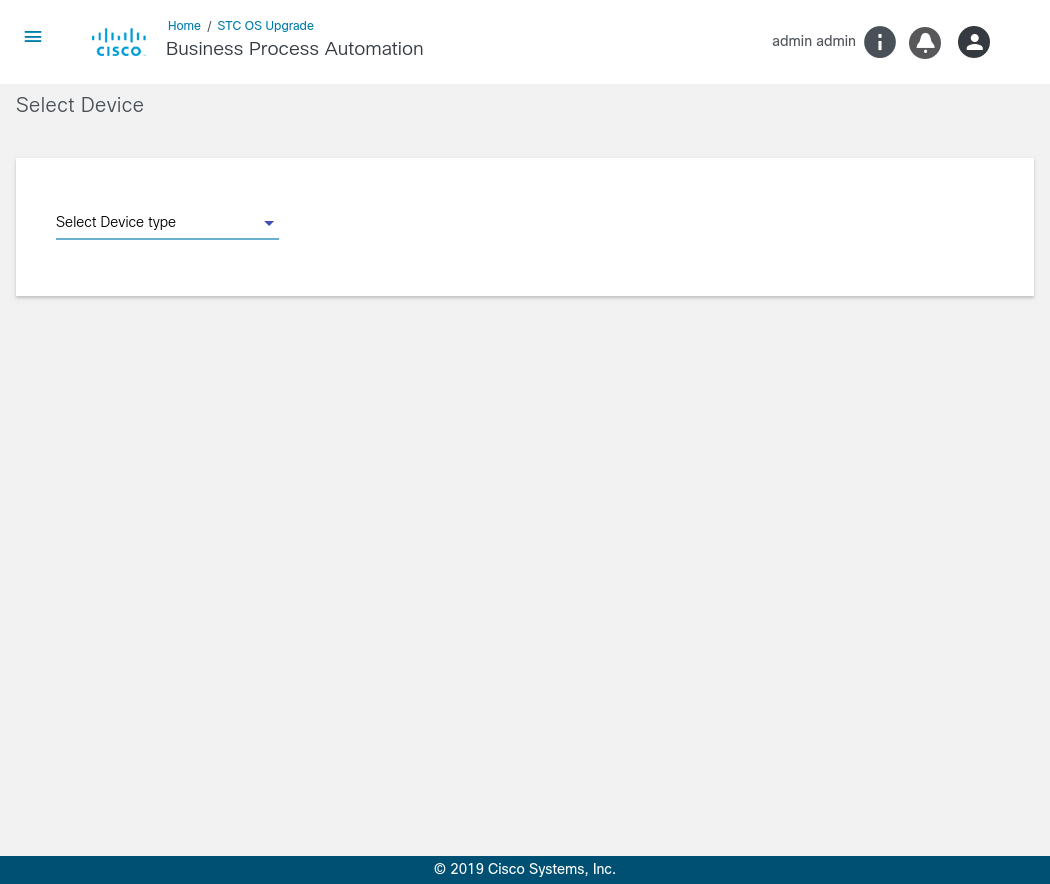 Home / STC OS Upgrade
cisco
Business Process Automation
admin admin
Select Device
Select Device type
© 2019 Cisco Systems, Inc.